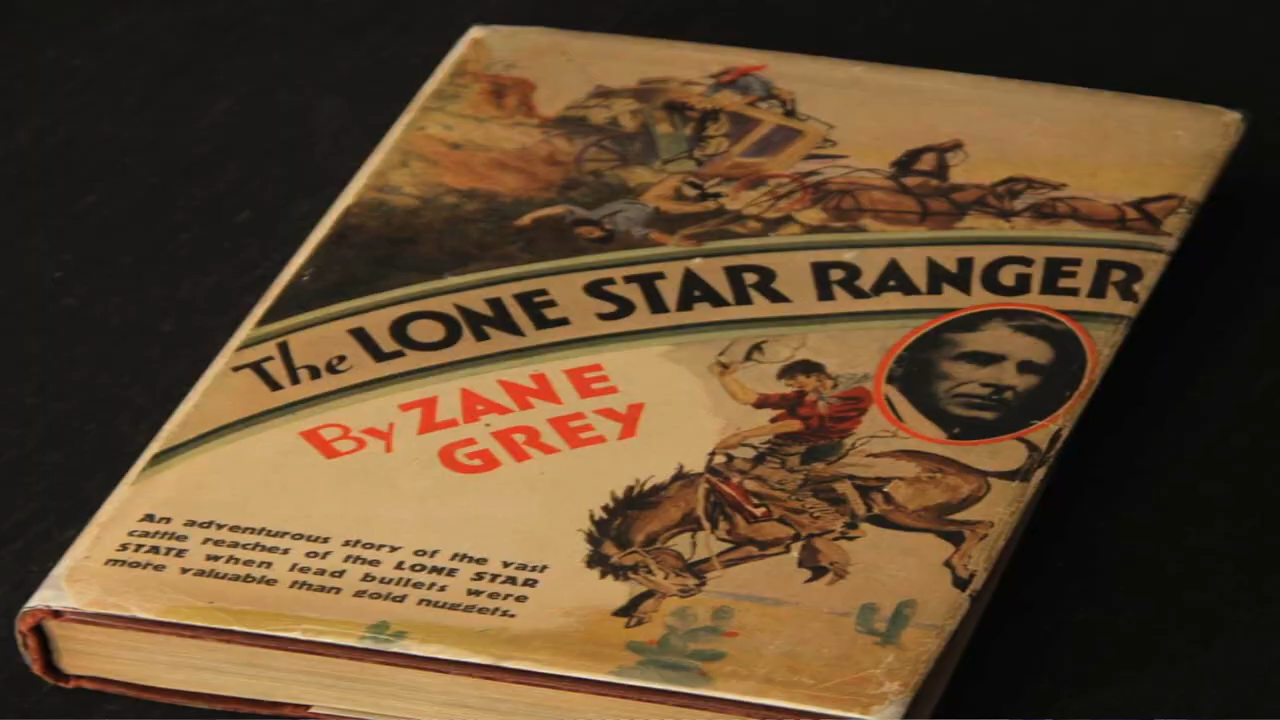 The LONE STAR RANGER
By ZANE
GREY
An adventurous story of the vast
cattle reaches of the LONE STAR
STATE when lead bullets were
more valuable than gold nuggets.